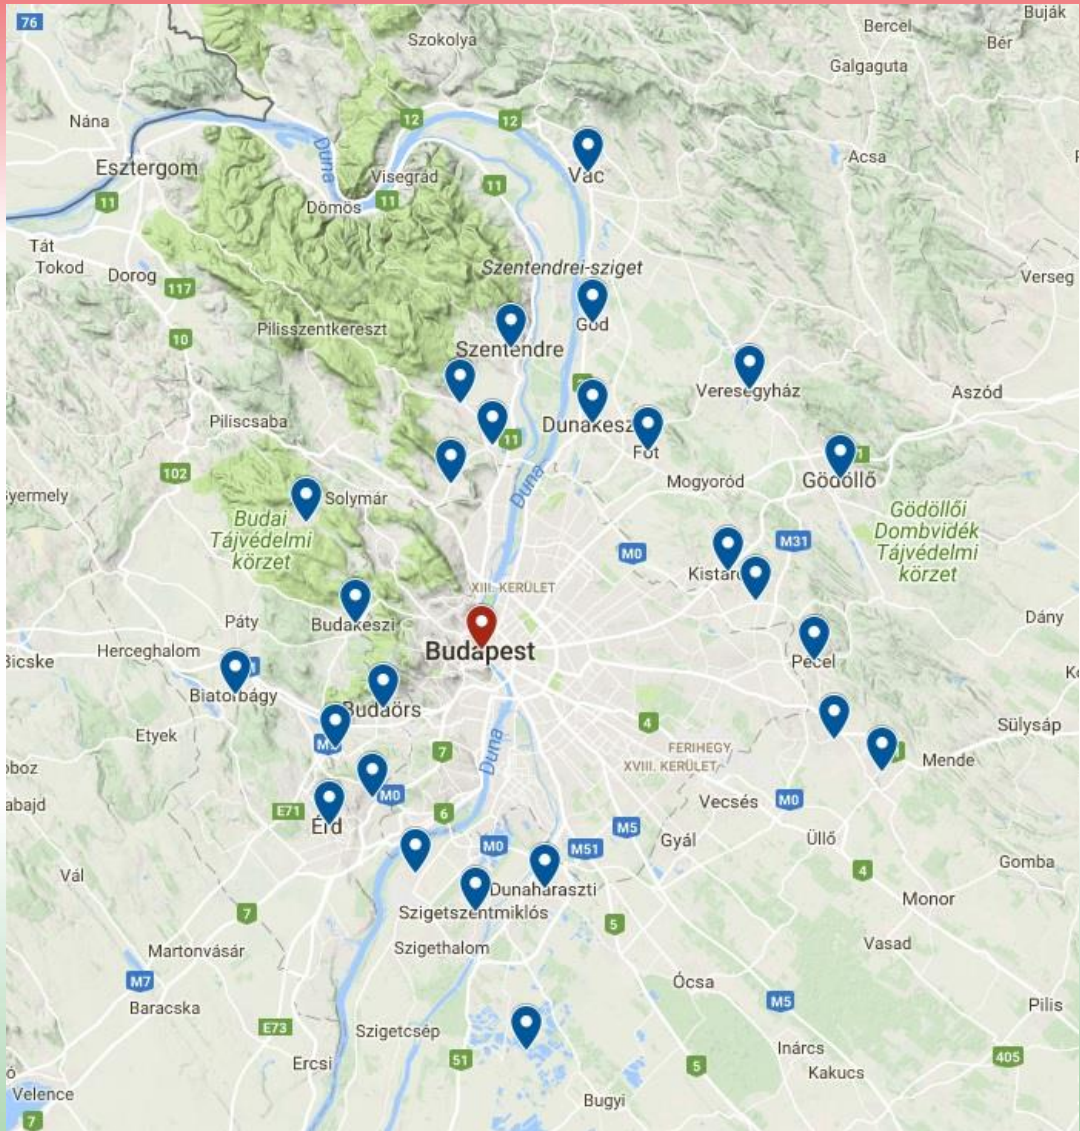 76
Szokolya
Bercel
Buják
Bér
Galgaguta
Nána
12
12
Duna
Vác
Acsa
Esztergom
Visegrád
11
11
11
Dömös
Tát
Tokod
Dorog
117
Szentendrei-sziget
Verseg
10
Pilisszentkereszt
Göd
Szentendre
Veresegyház
Aszód
Piliscsaba
Dunakesz
11
Fót
1
102
Solymár
Duna
Mogyoród
Gödöllő
Budai
Tájvédelmi
körzet
Gödöllői
Dombvidék
Tájvédelmi
körzet
M0
M31
Kistarc
XIII. KERÜLET
Páty
Budakeszi
Dány
Herceghalom
Bicske
Budapest
Pécel
Biatorbágy
Budaörs
Etyek
4
Sülysáp
7
Duna
FERIHEGY
XVIII. KERÜLET
Mende
M0
Vecsés
M0
E71
6
Érd
M5
Gyál
Üllő
M0
M51
Vál
Gomba
4
Dunaharaszti
Monor
7
Szigetszentmiklós
5
Martonvásár
Szigethalom
Vasad
M7
Ócsa
Baracska
M5
Pilis
E73
Szigetcsép
Ercsi
51
Inárcs
405
5
Kakucs
Velence
Bugyi
7